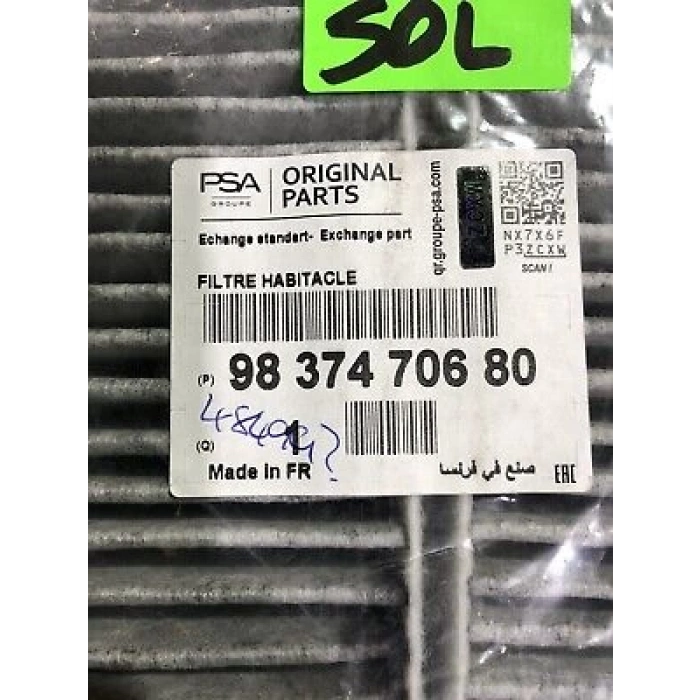 SOL
PSA
GROUPE
ORIGINAL
PARTS
qr.groupe-psa.com
NX7X6F
P3ZCXW
SCAN!
Echange standart- Exchange part
FILTRE HABITACLE
(P) 98 374 706 80
(Q) 1
Made in FR
صنع في فرنسا
EAC